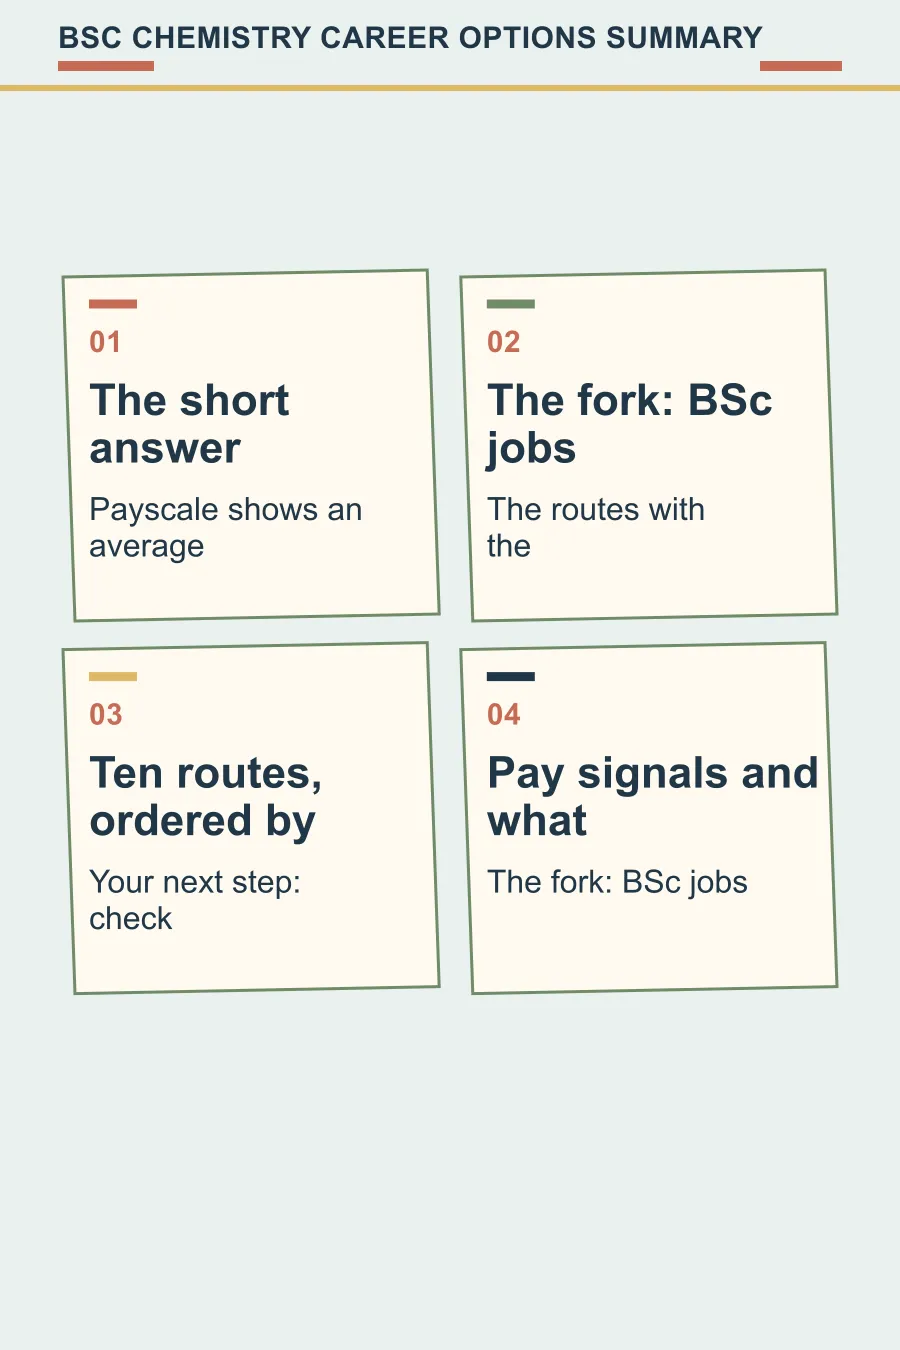 BSC CHEMISTRY CAREER OPTIONS SUMMARY
01
The short
answer
Payscale shows an
average
02
The fork: BSc
jobs
The routes with
the
03
Ten routes,
ordered by
Your next step:
check
04
Pay signals and
what
The fork: BSc jobs